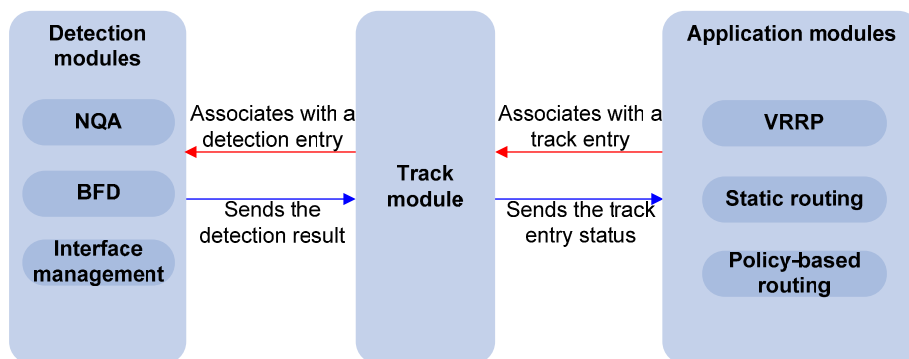 Detection
modules
NQA
BFD
Interface
management
Associates with a
detection entry
Sends the
detection result
Track
module
Associates with a
track entry
Sends the track
entry status
Application modules
VRRP
Static routing
Policy-based
routing